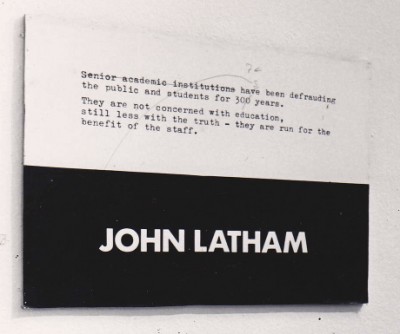 Senior academic institutions have been defrauding
the public and students for 300 years.
They are not concerned with education,
still less with the truth - they are run for the
benefit of the staff.
JOHN LATHAM